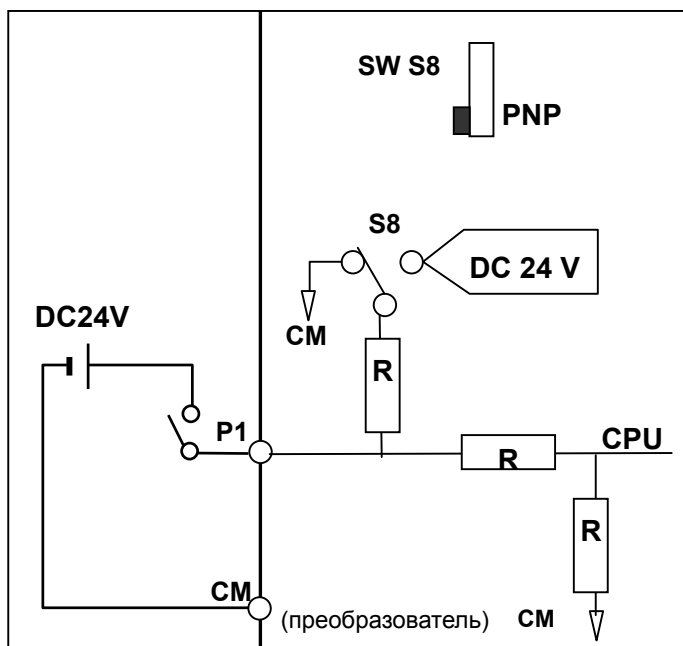 SW S8
PNP
S8
DC 24 V
CM
DC24V
R
P1
R
CPU
R
CM
(преобразователь)
CM